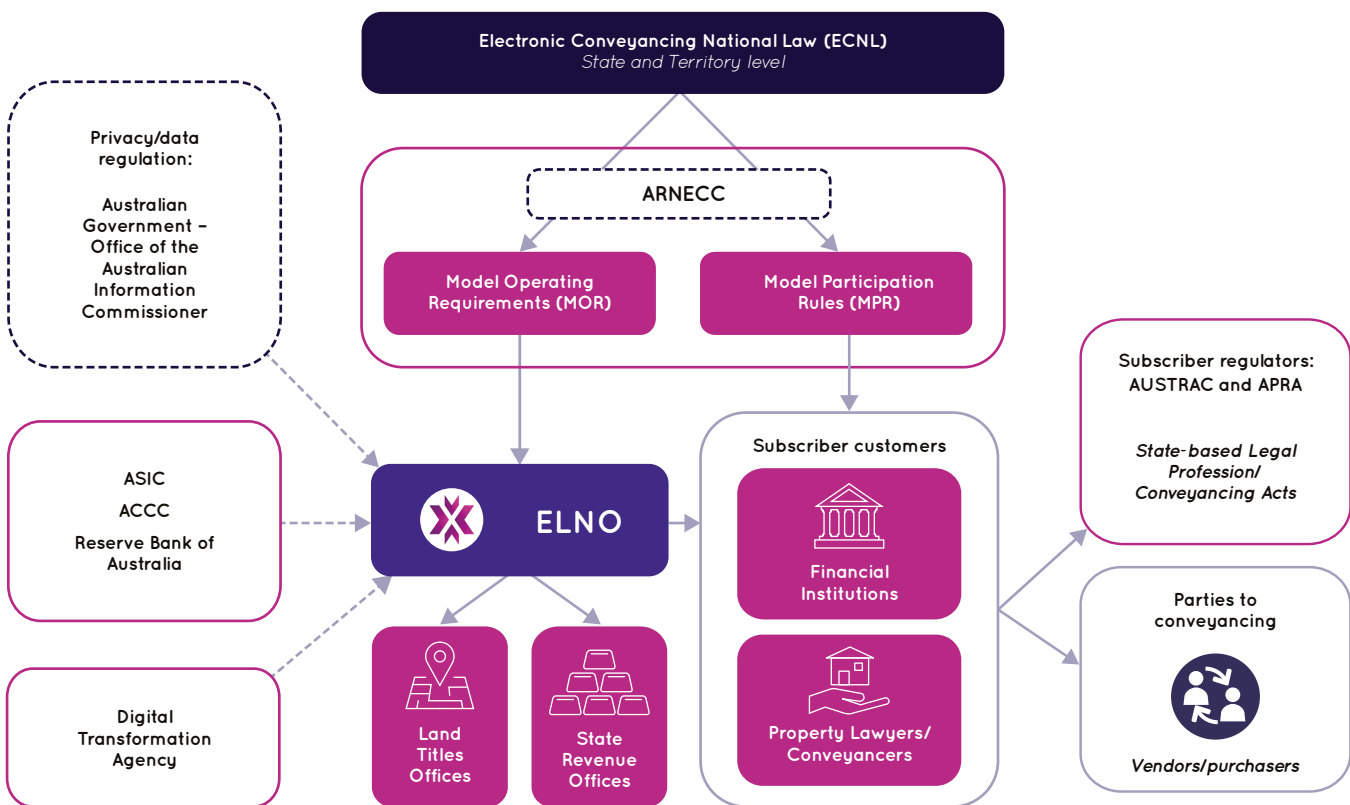 Electronic Conveyancing National Law (ECNL)
State and Territory level
Privacy/data
regulation:
Australian
Government –
Office of the
Australian
Information
Commissioner
ARNECC
Model Operating
Requirements (MOR)
Model Participation
Rules (MPR)
Subscriber regulators:
AUSTRAC and APRA
State-based Legal
Profession/
Conveyancing Acts
ASIC
ACCC
Reserve Bank of
Australia
ELNO
Subscriber customers
Financial
Institutions
Property Lawyers/
Conveyancers
Parties to
conveyancing
Vendors/purchasers
Digital
Transformation
Agency
Land
Titles
Offices
State
Revenue
Offices